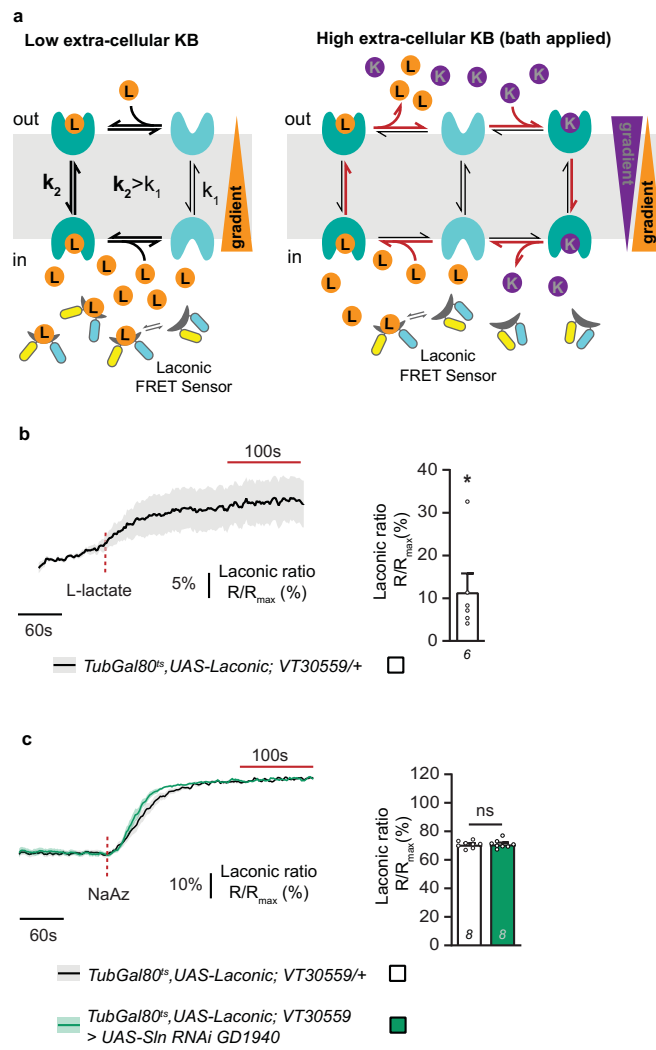 a
Low extra-cellular KB
High extra-cellular KB (bath applied)
L
K
L
K
L
K
K
L
K
out
L
out
L
K
k₂
k₂>k₁
k₁
gradient
gradient
gradient
in
L
in
L
K
L
L
L
L
L
L
L
L
K
K
L
L
L
L
L
L
L
Laconic
FRET Sensor
Laconic
FRET Sensor
b
100s
L-lactate
5%
Laconic ratio
R/Rmax (%)
60s
40
30
20
10
0
Laconic ratio
R/Rmax(%)
*
6
TubGal80ts,UAS-Laconic; VT30559/+
c
100s
NaAz
10%
Laconic ratio
R/Rmax (%)
60s
120
100
80
60
40
20
0
Laconic ratio
R/Rmax(%)
ns
8
8
TubGal80ts,UAS-Laconic; VT30559/+
TubGal80ts,UAS-Laconic; VT30559
> UAS-Sln RNAi GD1940